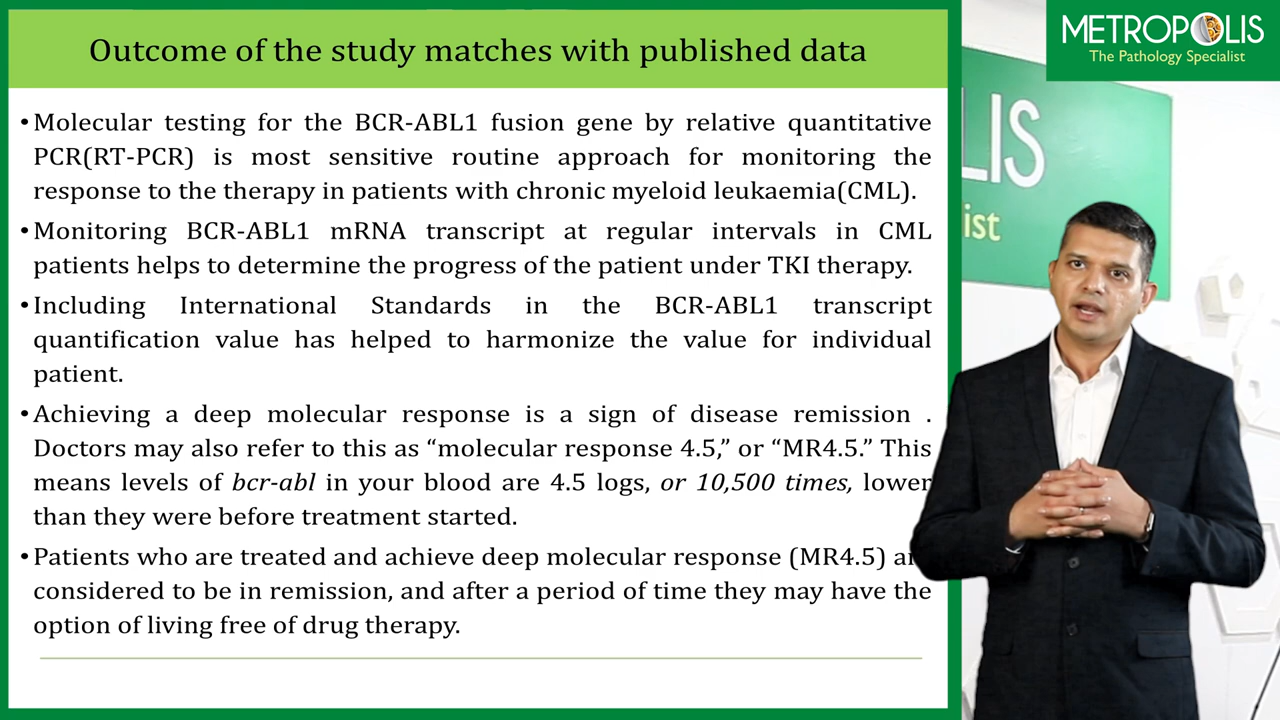 Outcome of the study matches with published data
METROPOLIS
The Pathology Specialist
•Molecular testing for the BCR-ABL1 fusion gene by relative quantitative
PCR(RT-PCR) is most sensitive routine approach for monitoring the
response to the therapy in patients with chronic myeloid leukaemia(CML).
•Monitoring BCR-ABL1 mRNA transcript at regular intervals in CML
patients helps to determine the progress of the patient under TKI therapy.
•Including International Standards in the BCR-ABL1 transcript
quantification value has helped to harmonize the value for individual
patient.
•Achieving a deep molecular response is a sign of disease remission .
Doctors may also refer to this as “molecular response 4.5,” or “MR4.5.” This
means levels of bcr-abl in your blood are 4.5 logs, or 10,500 times, lower
than they were before treatment started.
•Patients who are treated and achieve deep molecular response (MR4.5)
considered to be in remission, and after a period of time they may have the
option of living free of drug therapy.
LIS
ist